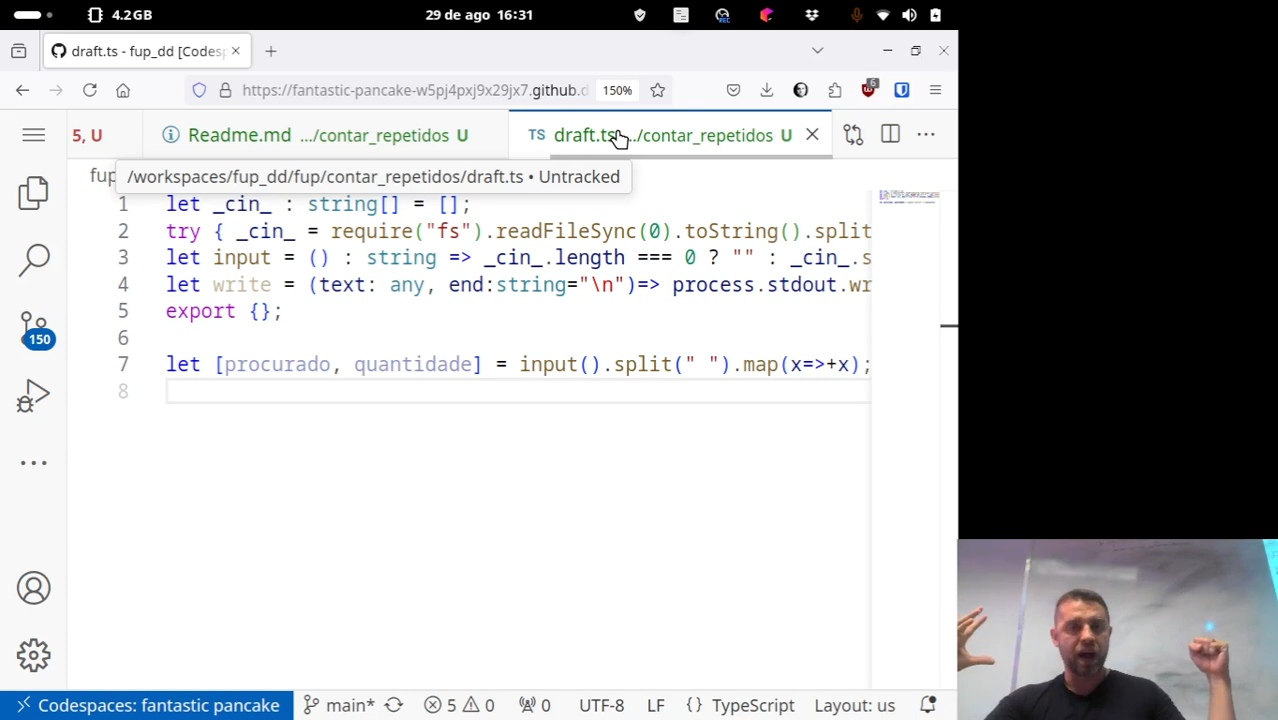 4.2GB
29 de ago 16:31
REC
draft.ts - fup_dd [Codesp
https://fantastic-pancake-w5pj4pxj9x29jx7.github.d
150%
6
5, U
Readme.md .../contar_repetidos U
TS draft.ts .../contar_repetidos U
fup
/workspaces/fup_dd/fup/contar_repetidos/draft.ts • Untracked
1 let _cin_ : string[] = [];
2 try { _cin_ = require("fs").readFileSync(0).toString().split
3 let input = () : string => _cin_.length === 0 ? "" : _cin_.s
4 let write = (text: any, end:string="\n")=> process.stdout.wr
5 export {};
6
7 let [procurado, quantidade] = input().split(" ").map(x=>+x);
8
150
Codespaces: fantastic pancake
main*
5
0
0
UTF-8
LF
{ } TypeScript
Layout: us